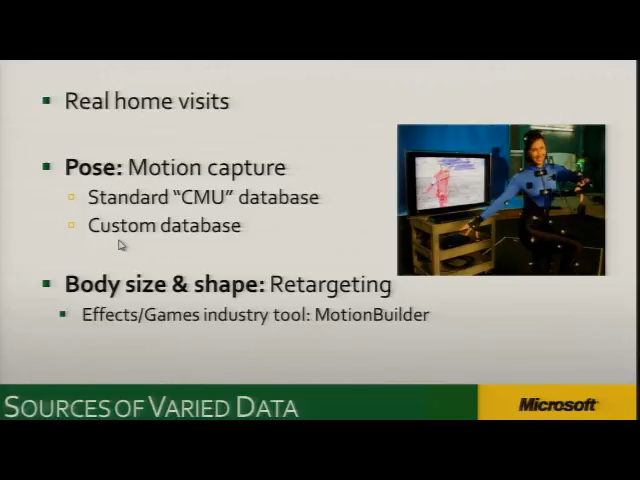 Real home visits
Pose: Motion capture
Standard “CMU” database
Custom database
Body size & shape: Retargeting
Effects/Games industry tool: MotionBuilder
SOURCES OF VARIED DATA
Microsoft